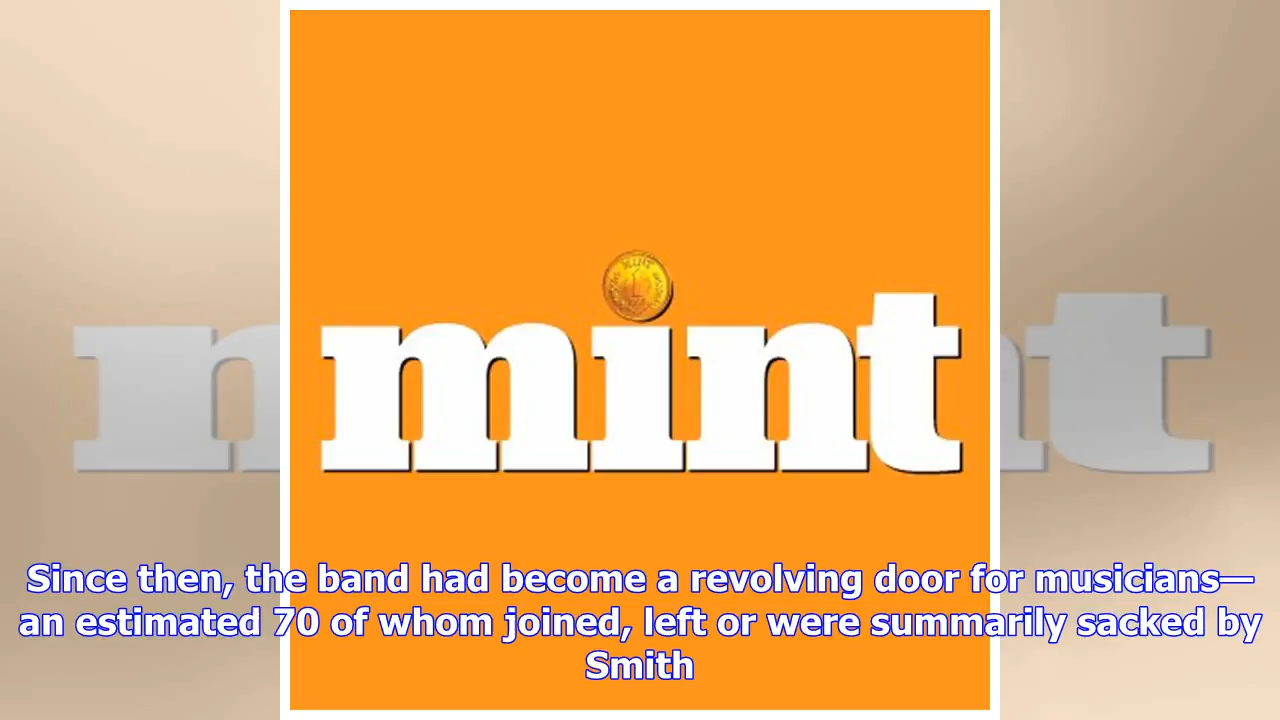 mint
Since then, the band had become a revolving door for musicians—
an estimated 70 of whom joined, left or were summarily sacked by
Smith